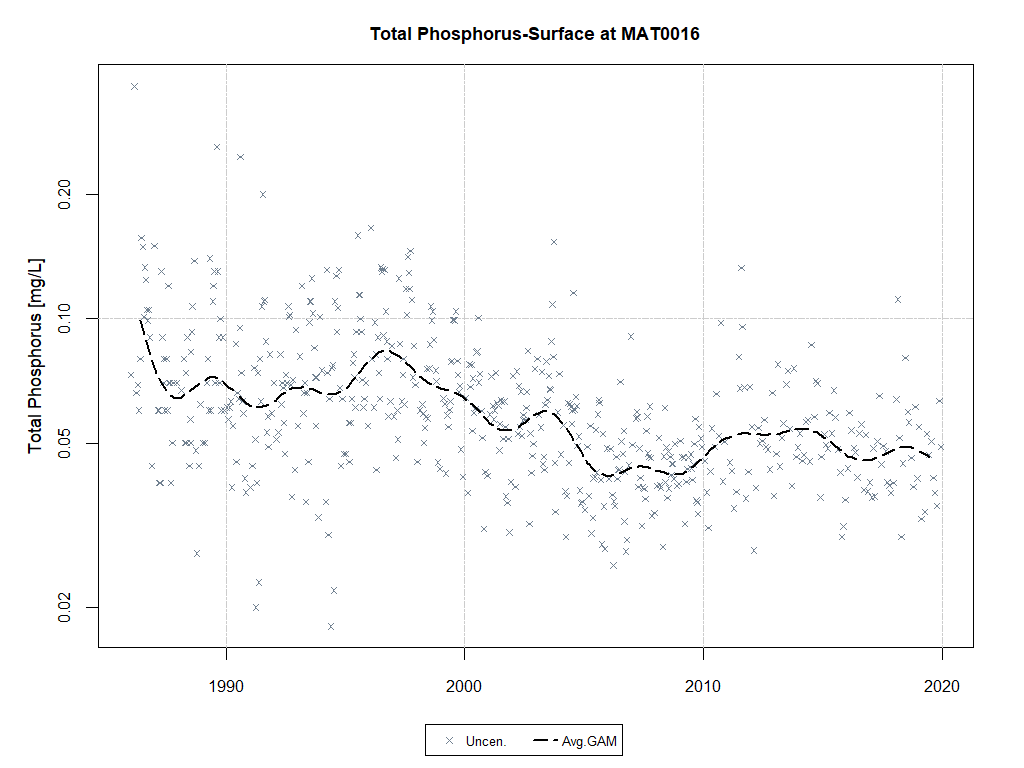 Total Phosphorus-Surface at MAT0016
Total Phosphorus [mg/L]
0.20
0.10
0.05
0.02
1990 2000 2010 2020
Uncen. Avg.GAM